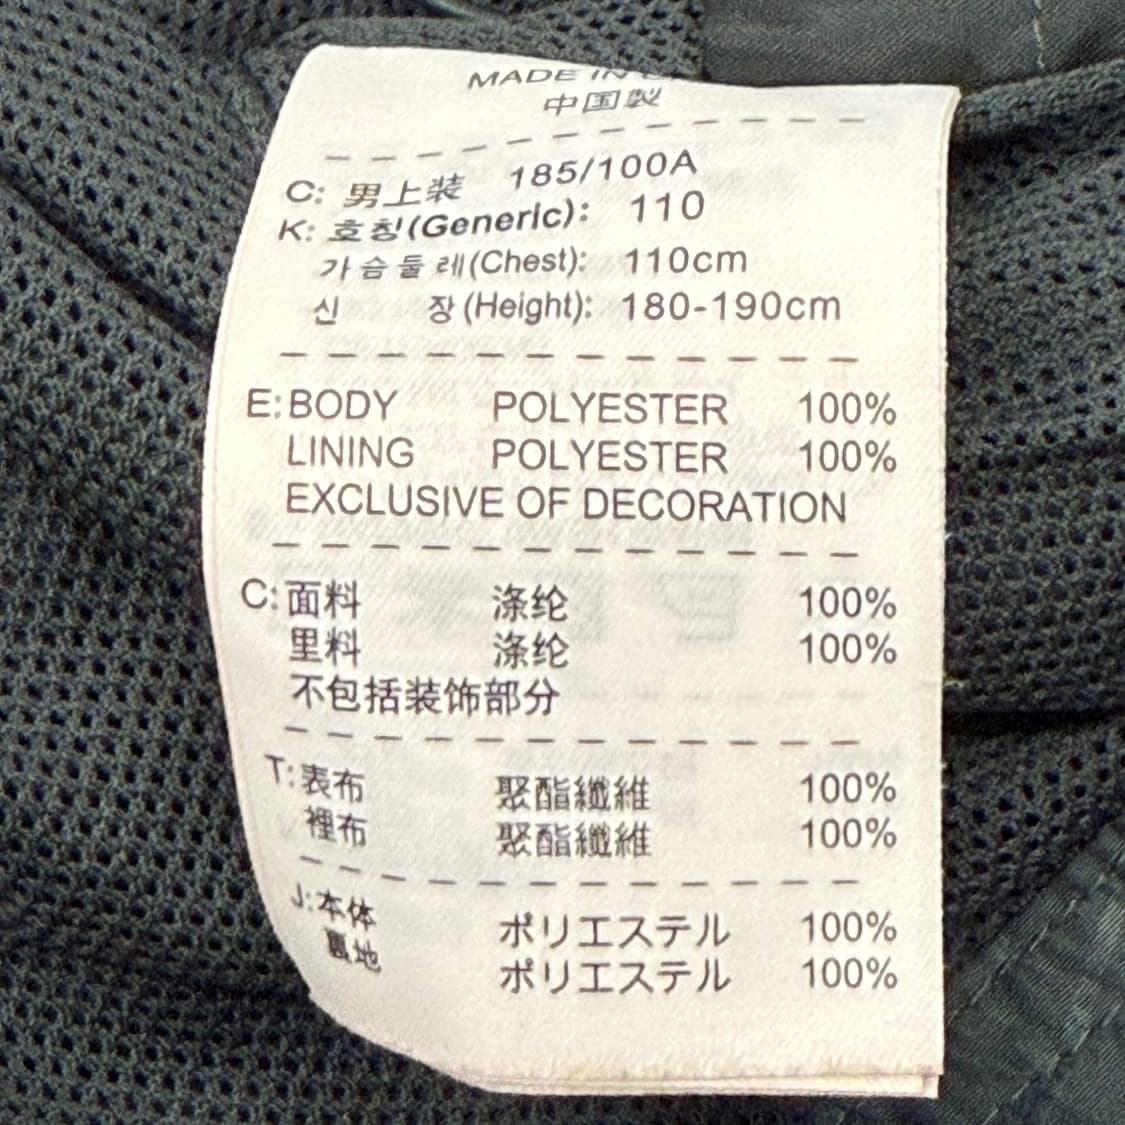 MADE IN
中国製
C: 男上装 185/100A
K: 호칭(Generic): 110
가슴둘레(Chest): 110cm
신 장(Height): 180-190cm
E: BODY POLYESTER 100%
LINING POLYESTER 100%
EXCLUSIVE OF DECORATION
C: 面料 涤纶 100%
里料 涤纶 100%
不包括装饰部分
T: 表布 聚酯纖維 100%
裡布 聚酯纖維 100%
J: 本体 ポリエステル 100%
裏地 ポリエステル 100%